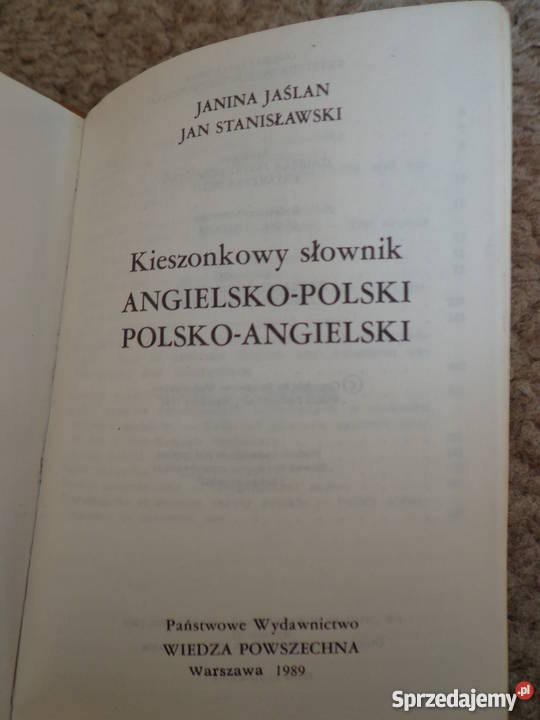 JANINA JAŚLAN
JAN STANISŁAWSKI
Kieszonkowy słownik
ANGIELSKO-POLSKI
POLSKO-ANGIELSKI
Państwowe Wydawnictwo
WIEDZA POWSZECHNA
Warszawa 1989
Sprzedajemy.pl